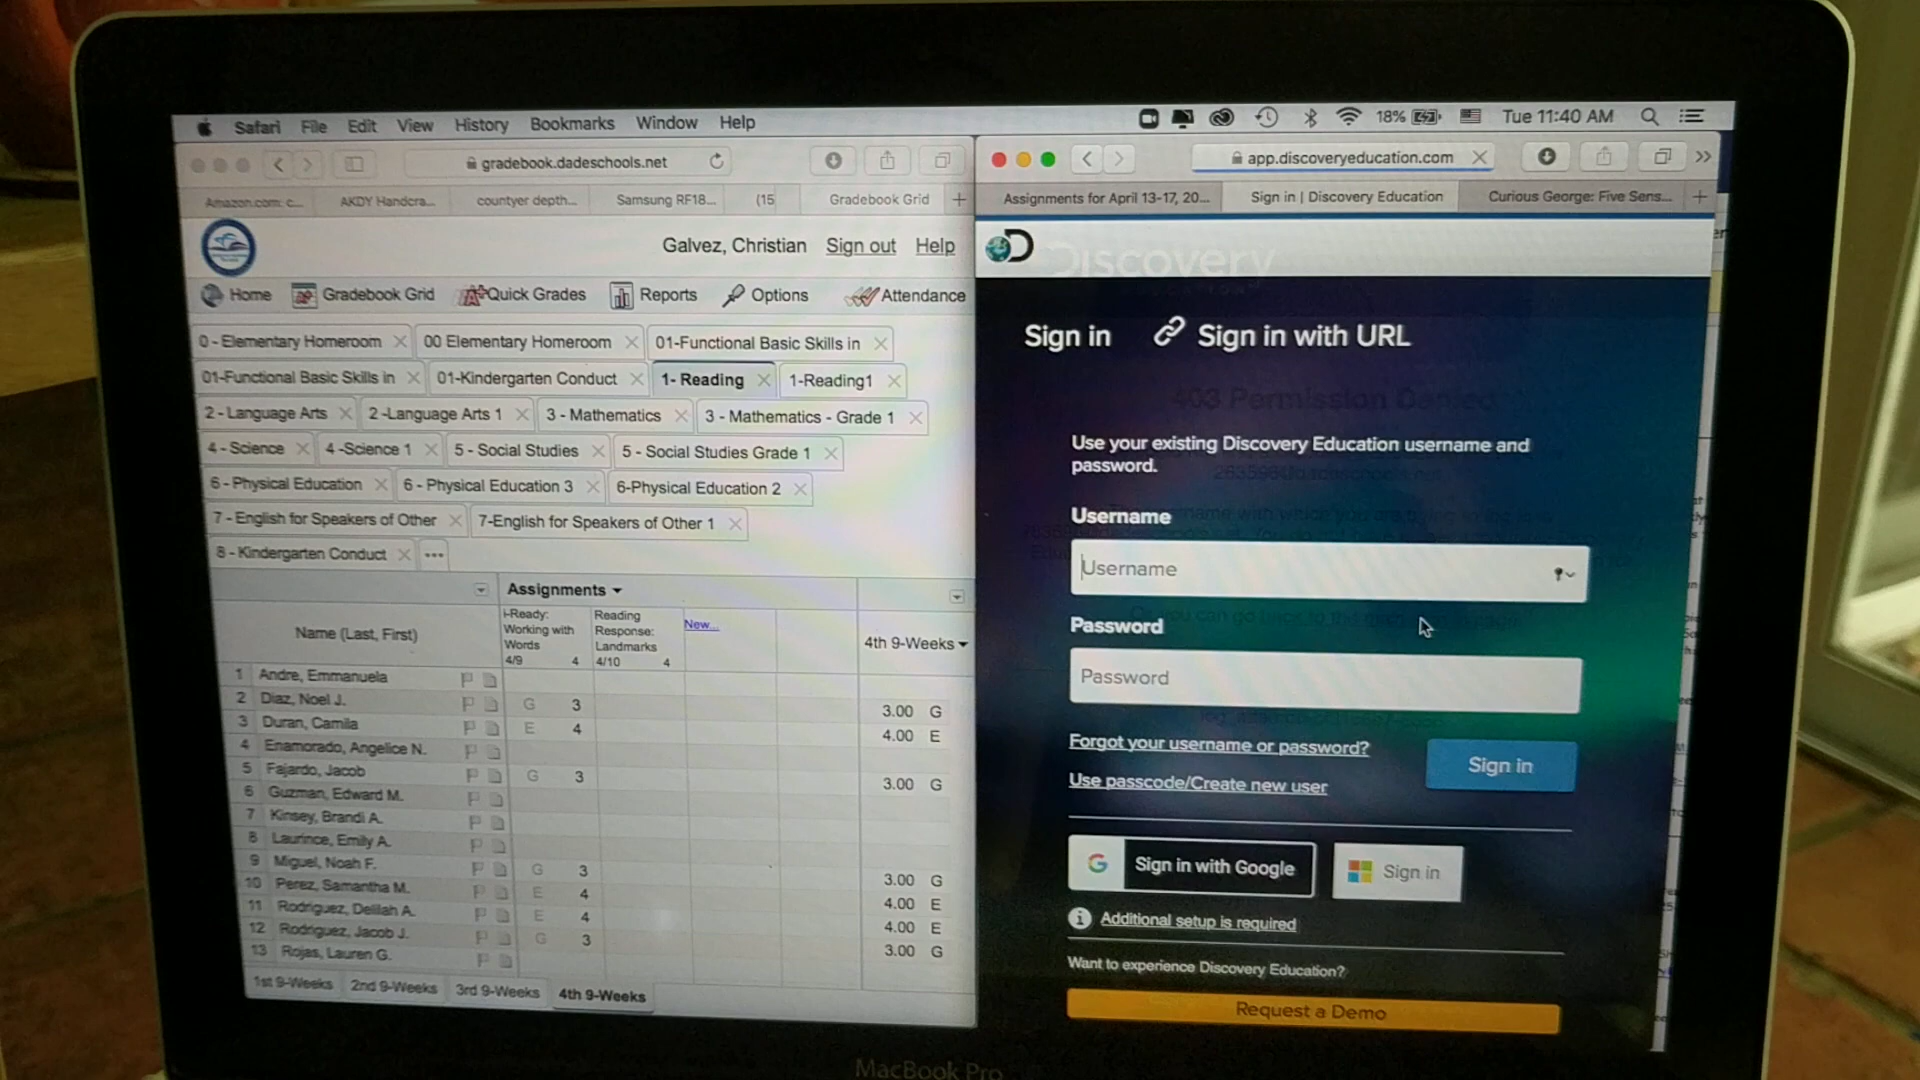 Safari File Edit View History Bookmarks Window Help
18% Tue 11:40 AM
gradebook.dadeschools.net
Amazon.com: c... AKDY Handcra... countyer depth... Samsung RF18... (15 Gradebook Grid
Galvez, Christian Sign out Help
Home Gradebook Grid Quick Grades Reports Options Attendance
0 - Elementary Homeroom 00 Elementary Homeroom 01-Functional Basic Skills in
01-Functional Basic Skills in 01-Kindergarten Conduct 1- Reading 1-Reading1
2 - Language Arts 2 -Language Arts 1 3 - Mathematics 3 - Mathematics - Grade 1
4 - Science 4 -Science 1 5 - Social Studies 5 - Social Studies Grade 1
6 - Physical Education 6 - Physical Education 3 6-Physical Education 2
7 - English for Speakers of Other 7-English for Speakers of Other 1
8 - Kindergarten Conduct
Assignments
Name (Last, First)
i-Ready:
Working with
Words
4/9 4
Reading
Response:
Landmarks
4/10 4
New...
4th 9-Weeks
1 Andre, Emmanuela
2 Diaz, Noel J. G 3 3.00 G
3 Duran, Camila E 4 4.00 E
4 Enamorado, Angelice N.
5 Fajardo, Jacob G 3 3.00 G
6 Guzman, Edward M.
7 Kinsey, Brandi A.
8 Laurince, Emily A.
9 Miguel, Noah F. G 3 3.00 G
10 Perez, Samantha M. E 4 4.00 E
11 Rodriguez, Delilah A. E 4 4.00 E
12 Rodriguez, Jacob J. G 3 3.00 G
13 Rojas, Lauren G.
1st 9-Weeks 2nd 9-Weeks 3rd 9-Weeks 4th 9-Weeks
app.discoveryeducation.com
Assignments for April 13-17, 20... Sign in | Discovery Education Curious George: Five Sens...
Discovery
Sign in Sign in with URL
403 Permission Denied
Use your existing Discovery Education username and
password.
Username
Username
Password
Password
Forgot your username or password?
Sign in
Use passcode/Create new user
Sign in with Google
Sign in
Additional setup is required
Want to experience Discovery Education?
Request a Demo
MacBook Pro